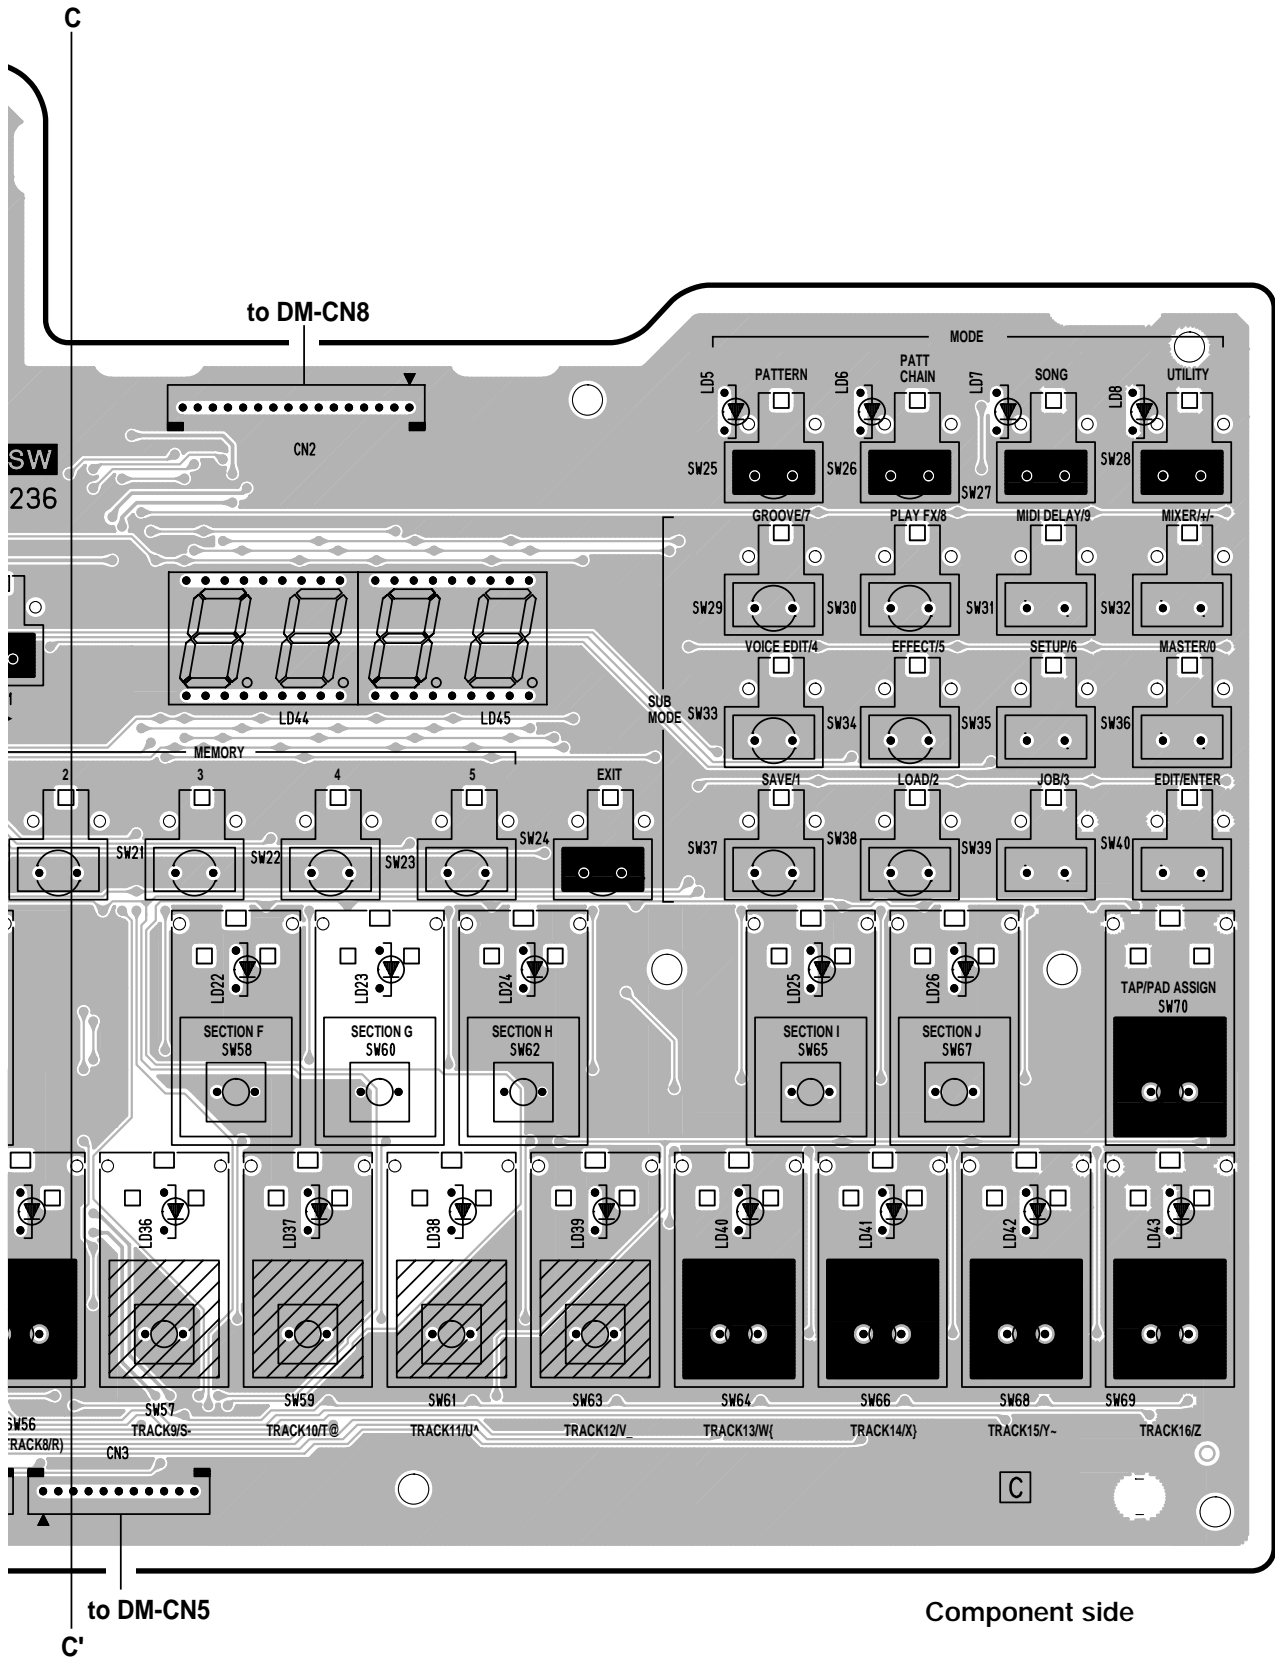 C
to DM-CN8
MODE
LD5
PATTERN
LD6
PATT
CHAIN
LD7
SONG
LD8
UTILITY
CN2
SW
236
SW25
SW26
SW27
SW28
GROOVE/7
PLAY FX/8
MIDI DELAY/9
MIXER/+/-
SW29
SW30
SW31
SW32
VOICE EDIT/4
EFFECT/5
SETUP/6
MASTER/0
1
LD44
LD45
SUB
MODE
SW33
SW34
SW35
SW36
MEMORY
2
3
4
5
EXIT
SAVE/1
LOAD/2
JOB/3
EDIT/ENTER
SW21
SW22
SW23
SW24
SW37
SW38
SW39
SW40
LD22
LD23
LD24
LD25
LD26
TAP/PAD ASSIGN
SW70
SECTION F
SW58
SECTION G
SW60
SECTION H
SW62
SECTION I
SW65
SECTION J
SW67
LD36
LD37
LD38
LD39
LD40
LD41
LD42
LD43
SW56
SW57
SW59
SW61
SW63
SW64
SW66
SW68
SW69
TRACK8/R)
TRACK9/S-
TRACK10/T@
TRACK11/U^
TRACK12/V_
TRACK13/W{
TRACK14/X}
TRACK15/Y~
TRACK16/Z
CN3
C
to DM-CN5
Component side
C'